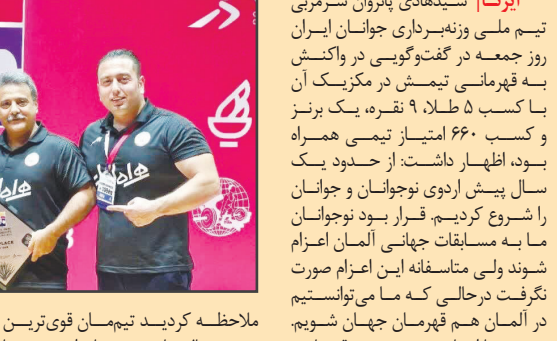 ایرنا| سیدهادی پانزوان سرمربی
تیم ملی وزنه‌برداری جوانان ایران
روز جمعه در گفت‌وگویی در واکنش
به قهرمانی تیمش در مکزیک آن
با کسب ۵ طلا، ۹ نقره، یک برنز
و کسب ۶۶۰ امتیاز تیمی همراه
بود، اظهار داشت: از حدود یک
سال پیش اردوی نوجوانان و جوانان
را شروع کردیم. قرار بود نوجوانان
ما به مسابقات جهانی آلمان اعزام
شوند ولی متاسفانه این اعزام صورت
نگرفت درحالی که ما می‌توانستیم
در آلمان هم قهرمان جهان شویم.
ملاحظه کردید تیم‌مان قوی‌ترین
همراه اول
PLACE